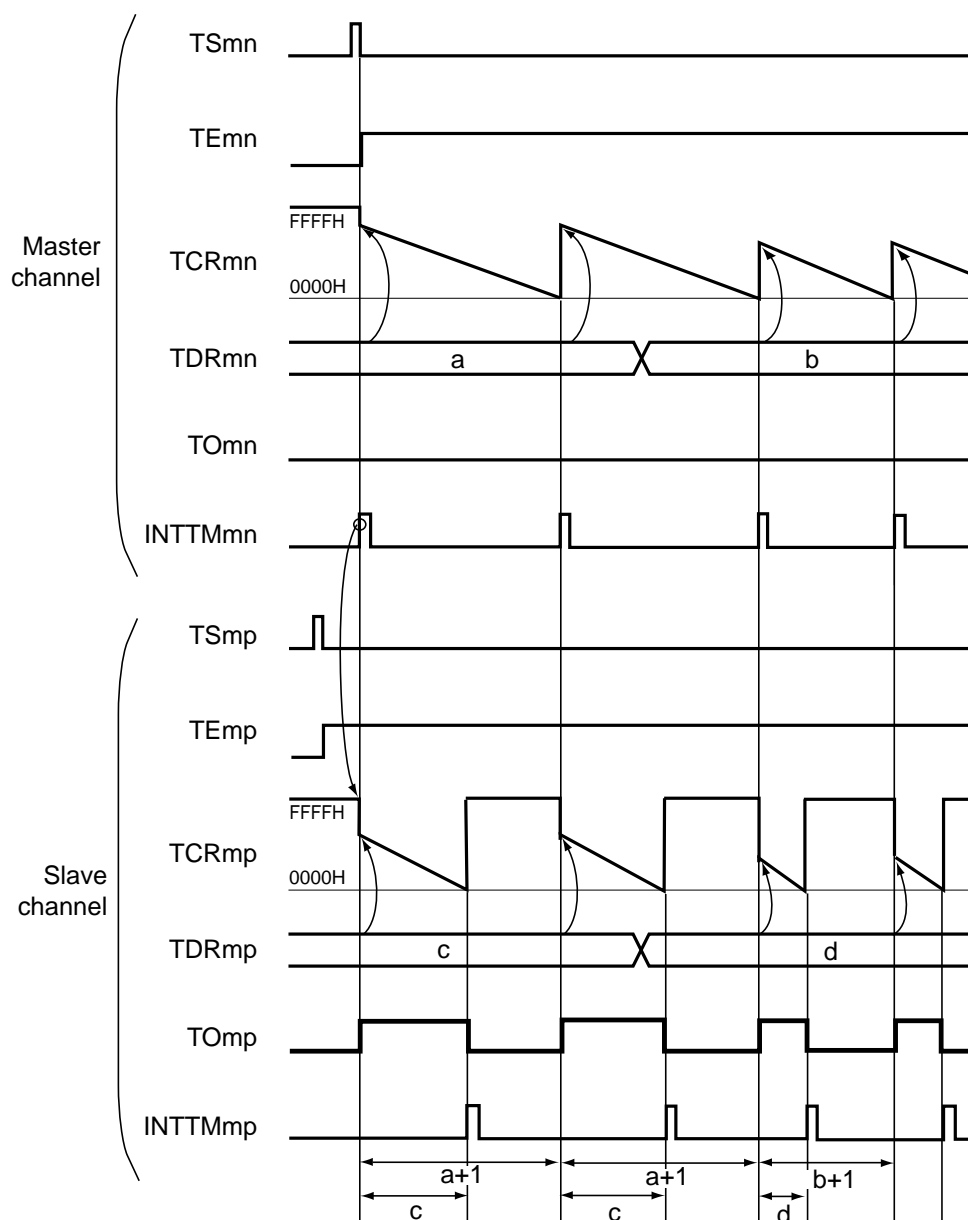 TSmn
TEmn
FFFFH
Master
channel
TCRmn
0000H
TDRmn
a
b
TOmn
INTTMmn
TSmp
TEmp
FFFFH
TCRmp
0000H
Slave
channel
TDRmp
c
d
TOmp
INTTMmp
a+1
a+1
b+1
c
c
d